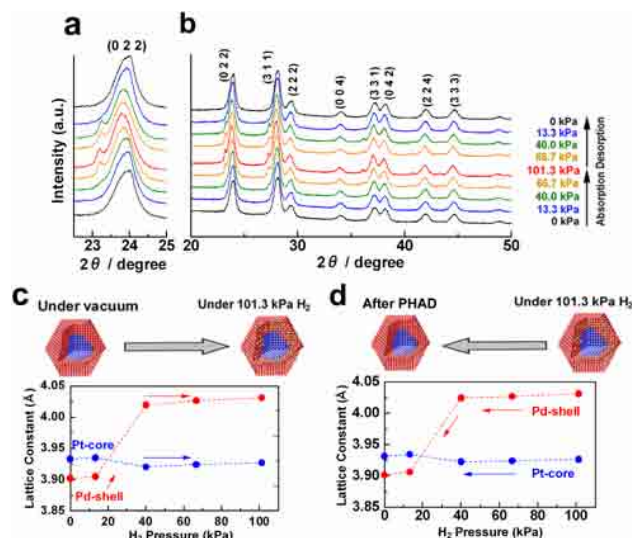 a
(0 2 2)
Intensity (a.u.)
22.5 23 24 25
2θ / degree
b
(0 2 2)
(3 1 1)
(2 2 2)
(0 0 4)
(3 3 1)
(0 4 2)
(2 2 4)
(3 3 3)
20 30 40 50
2θ / degree
0 kPa
13.3 kPa
40.0 kPa
66.7 kPa
101.3 kPa
66.7 kPa
40.0 kPa
13.3 kPa
0 kPa
Absorption Desorption
c
Under vacuum
Under 101.3 kPa H2
4.05
4.00
3.95
3.90
3.85
Lattice Constant (Å)
Pt-core
Pd-shell
0 20 40 60 80 100
H2 Pressure (kPa)
d
After PHAD
Under 101.3 kPa H2
4.05
4.00
3.95
3.90
3.85
Lattice Constant (Å)
Pd-shell
Pt-core
0 20 40 60 80 100
H2 Pressure (kPa)